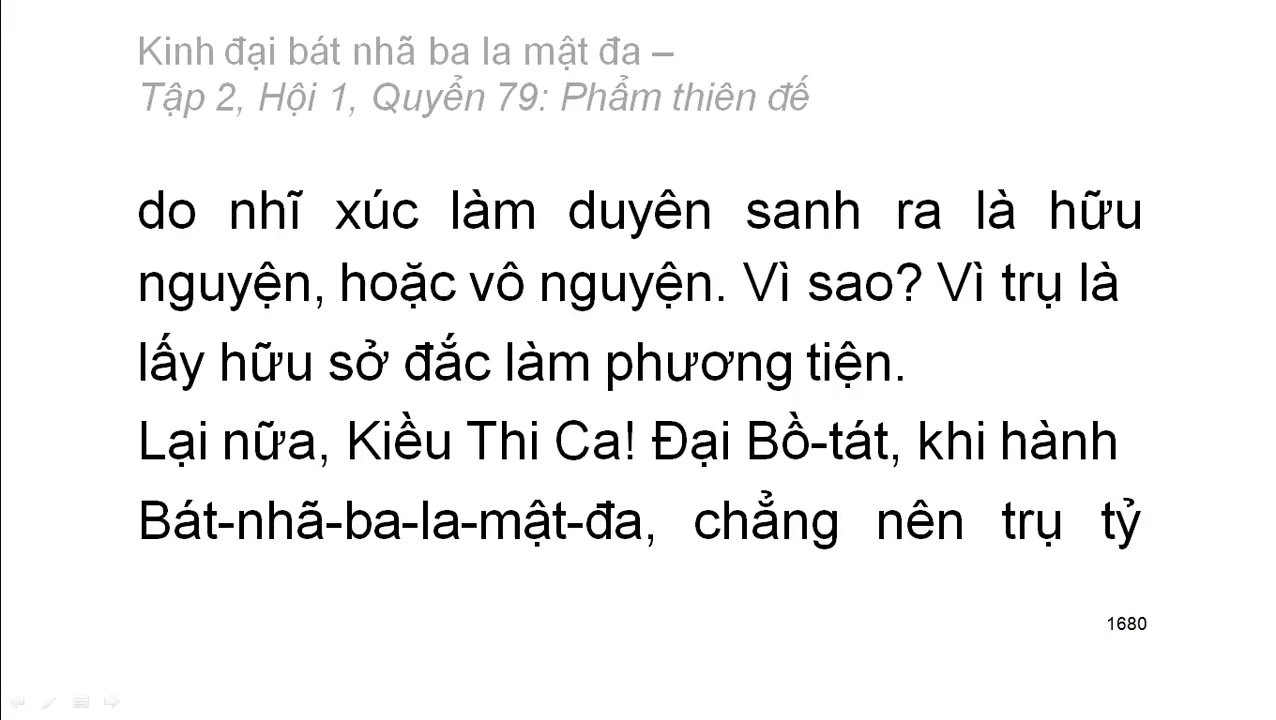 Kinh đại bát nhã ba la mật đa –
Tập 2, Hội 1, Quyển 79: Phẩm thiên đế
do nhĩ xúc làm duyên sanh ra là hữu
nguyện, hoặc vô nguyện. Vì sao? Vì trụ là
lấy hữu sở đắc làm phương tiện.
Lại nữa, Kiều Thi Ca! Đại Bồ-tát, khi hành
Bát-nhã-ba-la-mật-đa, chẳng nên trụ tỷ
1680